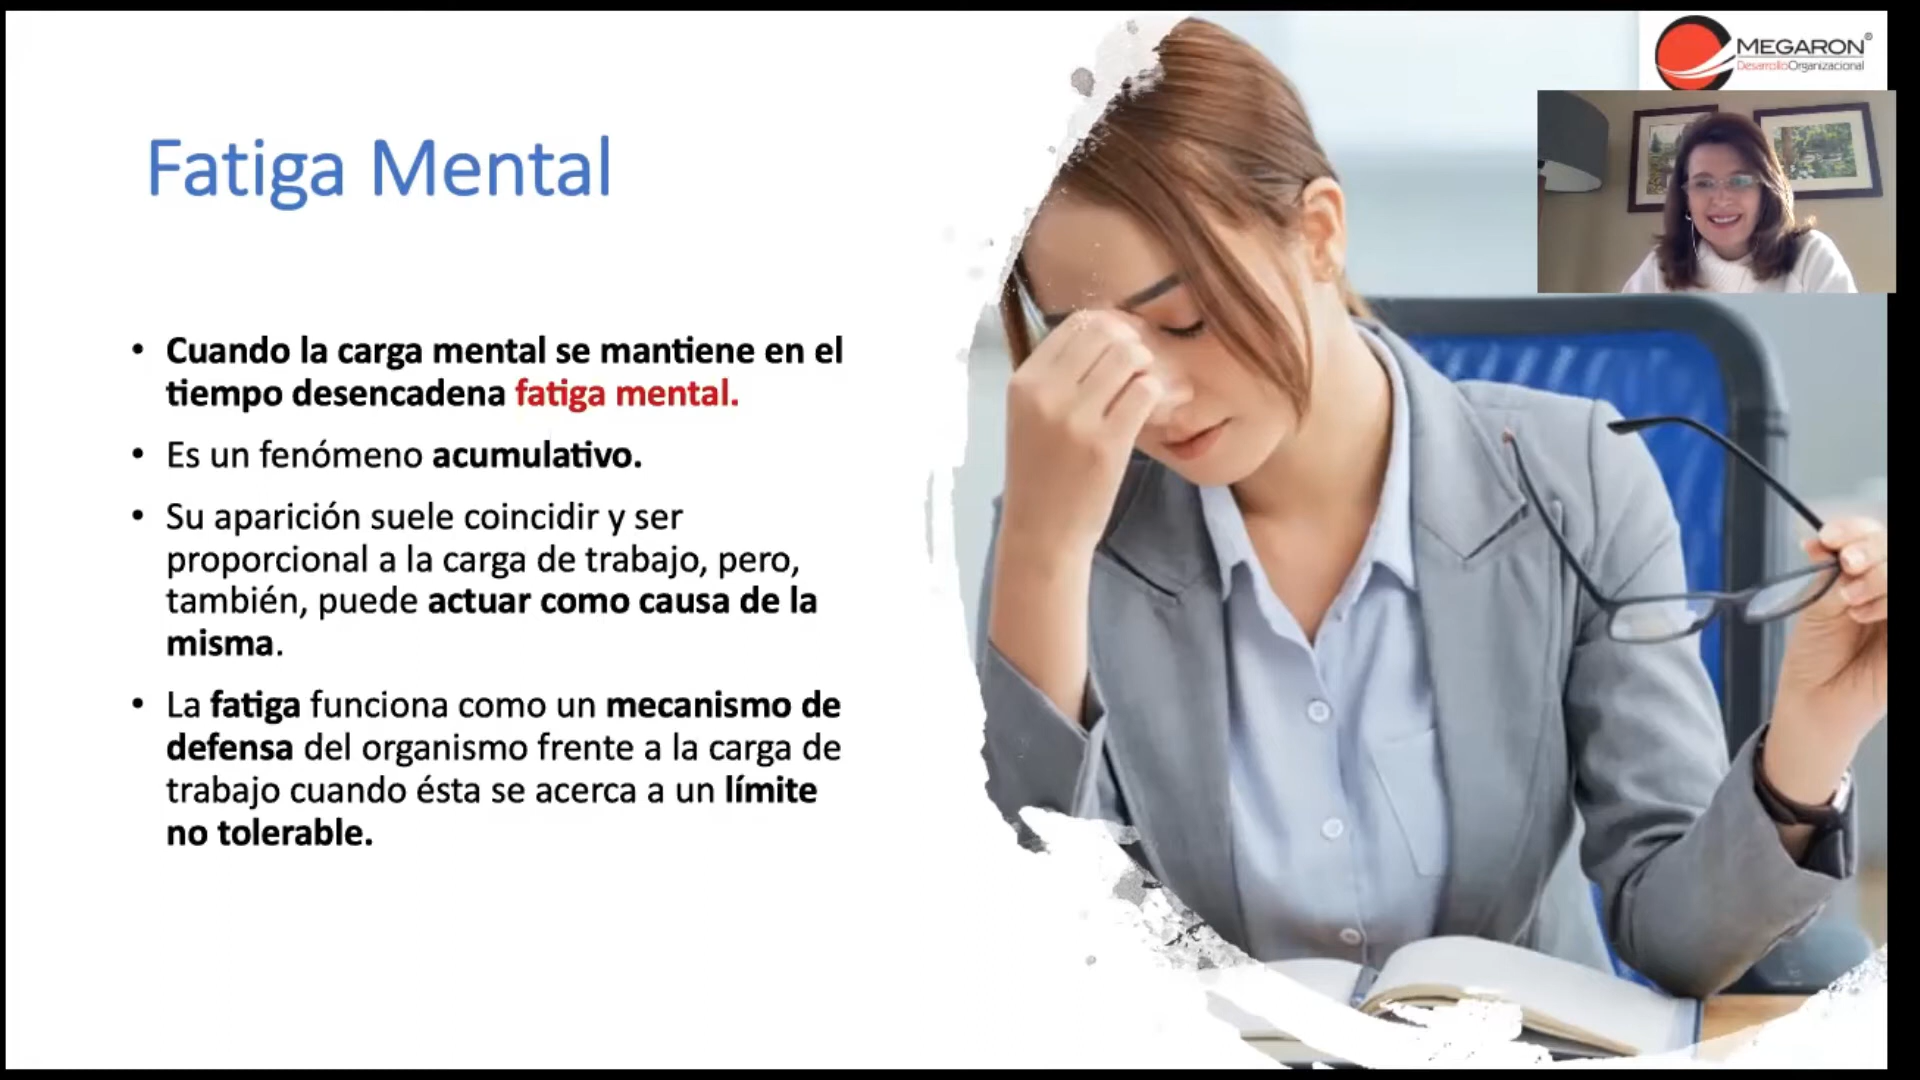 MEGARON®
DesarrolloOrganizacional
Fatiga Mental
• Cuando la carga mental se mantiene en el
tiempo desencadena fatiga mental.
• Es un fenómeno acumulativo.
• Su aparición suele coincidir y ser
proporcional a la carga de trabajo, pero,
también, puede actuar como causa de la
misma.
• La fatiga funciona como un mecanismo de
defensa del organismo frente a la carga de
trabajo cuando ésta se acerca a un límite
no tolerable.